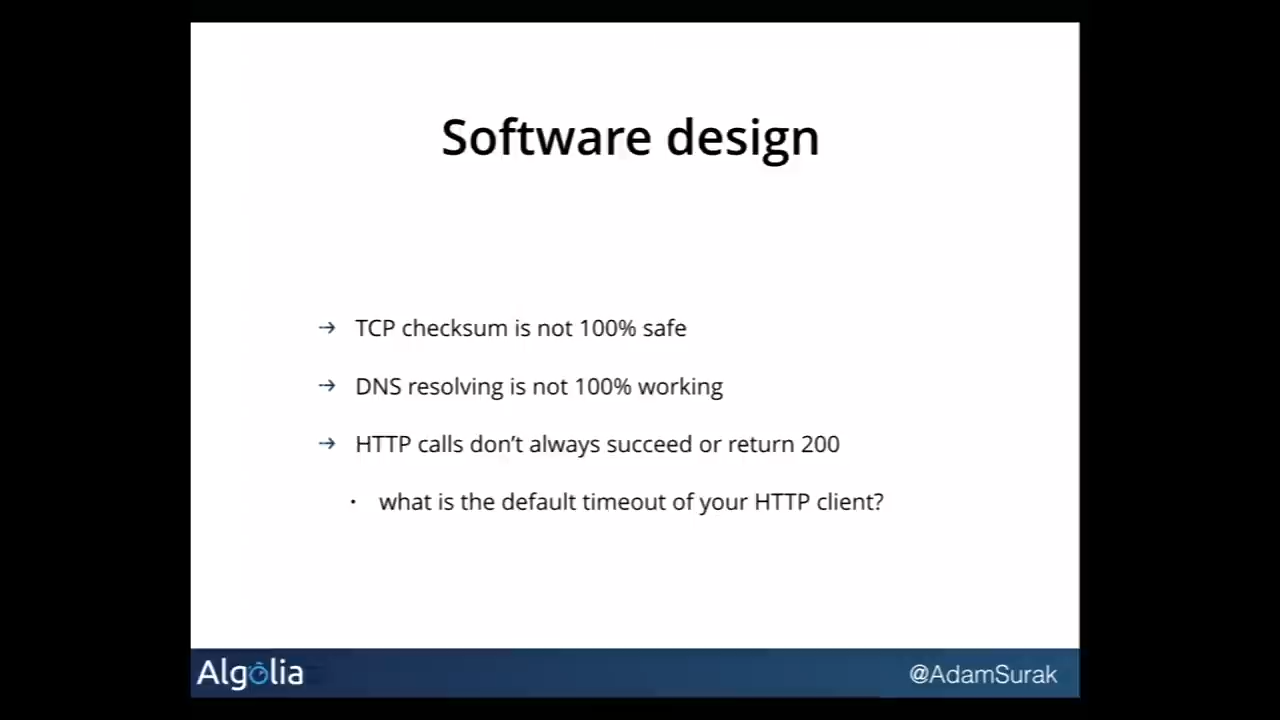 Software design
→ TCP checksum is not 100% safe
→ DNS resolving is not 100% working
→ HTTP calls don’t always succeed or return 200
· what is the default timeout of your HTTP client?
Algolia
@AdamSurak